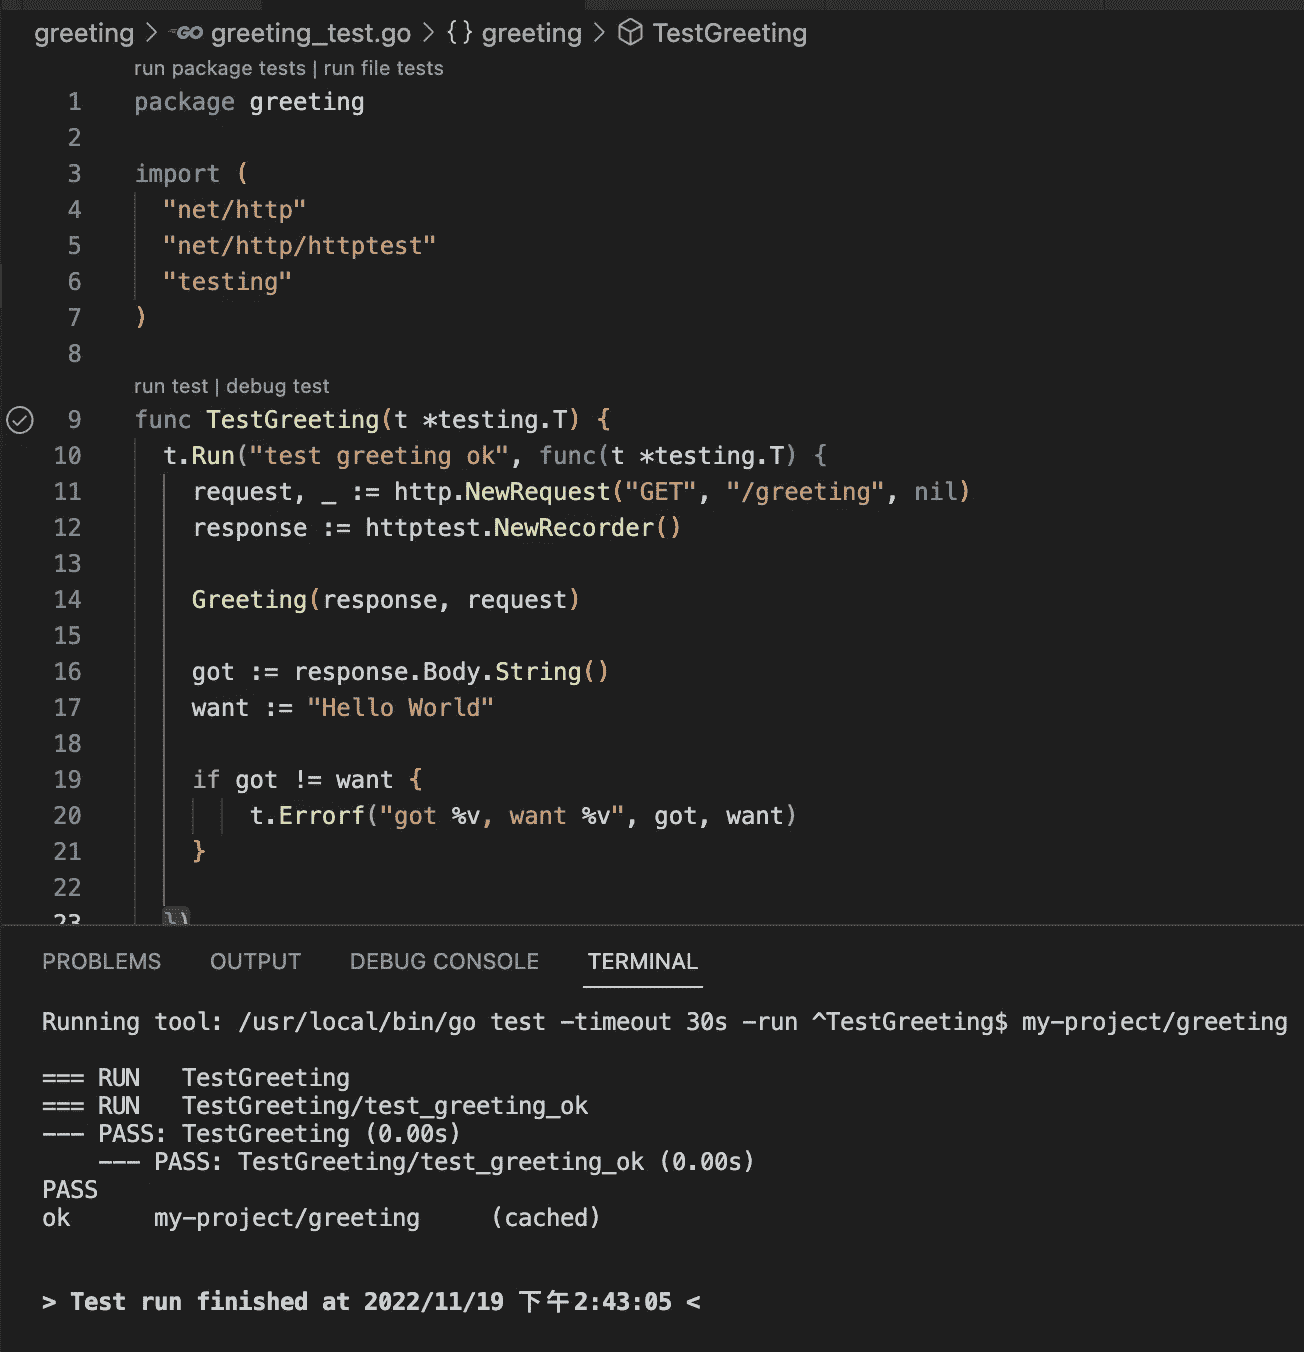 greeting > GO greeting_test.go > {} greeting > TestGreeting
run package tests | run file tests
1 package greeting
2
3 import (
4 "net/http"
5 "net/http/httptest"
6 "testing"
7 )
8
run test | debug test
9 func TestGreeting(t *testing.T) {
10 t.Run("test greeting ok", func(t *testing.T) {
11 request, _ := http.NewRequest("GET", "/greeting", nil)
12 response := httptest.NewRecorder()
13
14 Greeting(response, request)
15
16 got := response.Body.String()
17 want := "Hello World"
18
19 if got != want {
20 t.Errorf("got %v, want %v", got, want)
21 }
22
23 })
PROBLEMS OUTPUT DEBUG CONSOLE TERMINAL
Running tool: /usr/local/bin/go test -timeout 30s -run ^TestGreeting$ my-project/greeting
=== RUN TestGreeting
=== RUN TestGreeting/test_greeting_ok
--- PASS: TestGreeting (0.00s)
--- PASS: TestGreeting/test_greeting_ok (0.00s)
PASS
ok my-project/greeting (cached)
> Test run finished at 2022/11/19 下午2:43:05 <